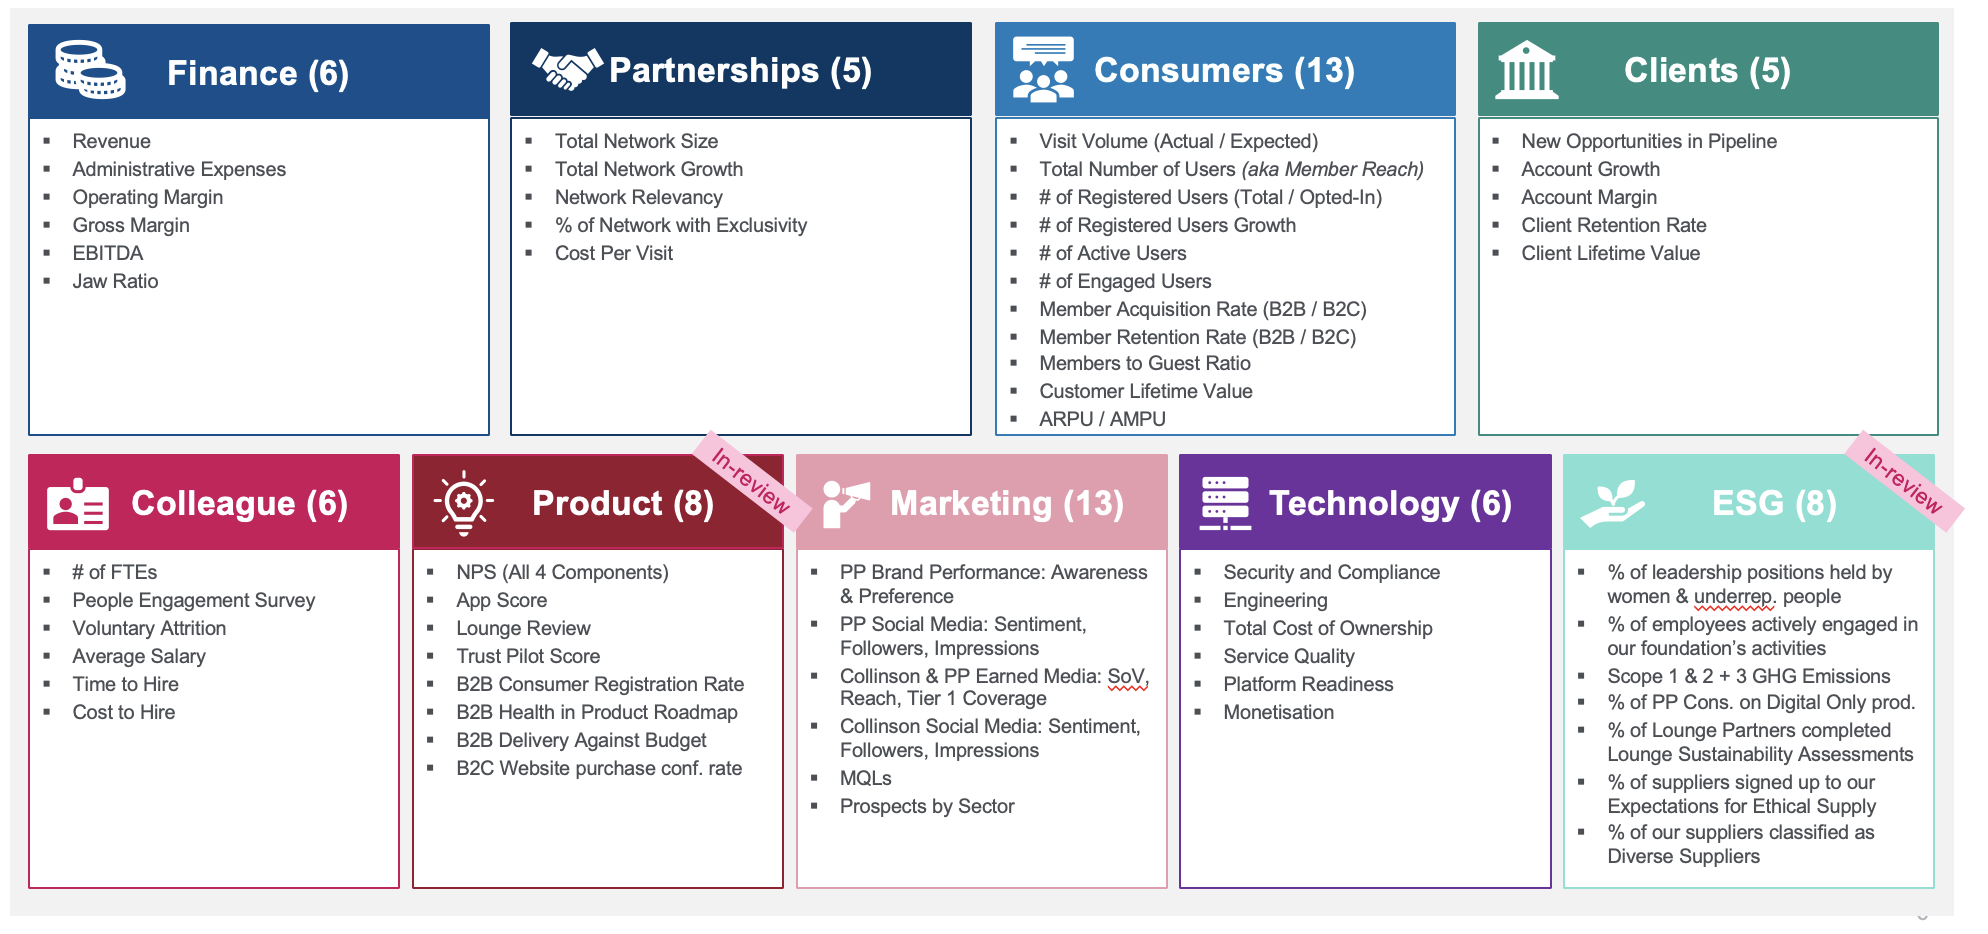 Finance (6)
▪ Revenue
▪ Administrative Expenses
▪ Operating Margin
▪ Gross Margin
▪ EBITDA
▪ Jaw Ratio
Partnerships (5)
▪ Total Network Size
▪ Total Network Growth
▪ Network Relevancy
▪ % of Network with Exclusivity
▪ Cost Per Visit
Consumers (13)
▪ Visit Volume (Actual / Expected)
▪ Total Number of Users (aka Member Reach)
▪ # of Registered Users (Total / Opted-In)
▪ # of Registered Users Growth
▪ # of Active Users
▪ # of Engaged Users
▪ Member Acquisition Rate (B2B / B2C)
▪ Member Retention Rate (B2B / B2C)
▪ Members to Guest Ratio
▪ Customer Lifetime Value
▪ ARPU / AMPU
Clients (5)
▪ New Opportunities in Pipeline
▪ Account Growth
▪ Account Margin
▪ Client Retention Rate
▪ Client Lifetime Value
Colleague (6)
▪ # of FTEs
▪ People Engagement Survey
▪ Voluntary Attrition
▪ Average Salary
▪ Time to Hire
▪ Cost to Hire
Product (8)
In-review
▪ NPS (All 4 Components)
▪ App Score
▪ Lounge Review
▪ Trust Pilot Score
▪ B2B Consumer Registration Rate
▪ B2B Health in Product Roadmap
▪ B2B Delivery Against Budget
▪ B2C Website purchase conf. rate
Marketing (13)
▪ PP Brand Performance: Awareness
& Preference
▪ PP Social Media: Sentiment,
Followers, Impressions
▪ Collinson & PP Earned Media: SoV,
Reach, Tier 1 Coverage
▪ Collinson Social Media: Sentiment,
Followers, Impressions
▪ MQLs
▪ Prospects by Sector
Technology (6)
▪ Security and Compliance
▪ Engineering
▪ Total Cost of Ownership
▪ Service Quality
▪ Platform Readiness
▪ Monetisation
ESG (8)
In-review
▪ % of leadership positions held by
women & underrep. people
▪ % of employees actively engaged in
our foundation's activities
▪ Scope 1 & 2 + 3 GHG Emissions
▪ % of PP Cons. on Digital Only prod.
▪ % of Lounge Partners completed
Lounge Sustainability Assessments
▪ % of suppliers signed up to our
Expectations for Ethical Supply
▪ % of our suppliers classified as
Diverse Suppliers